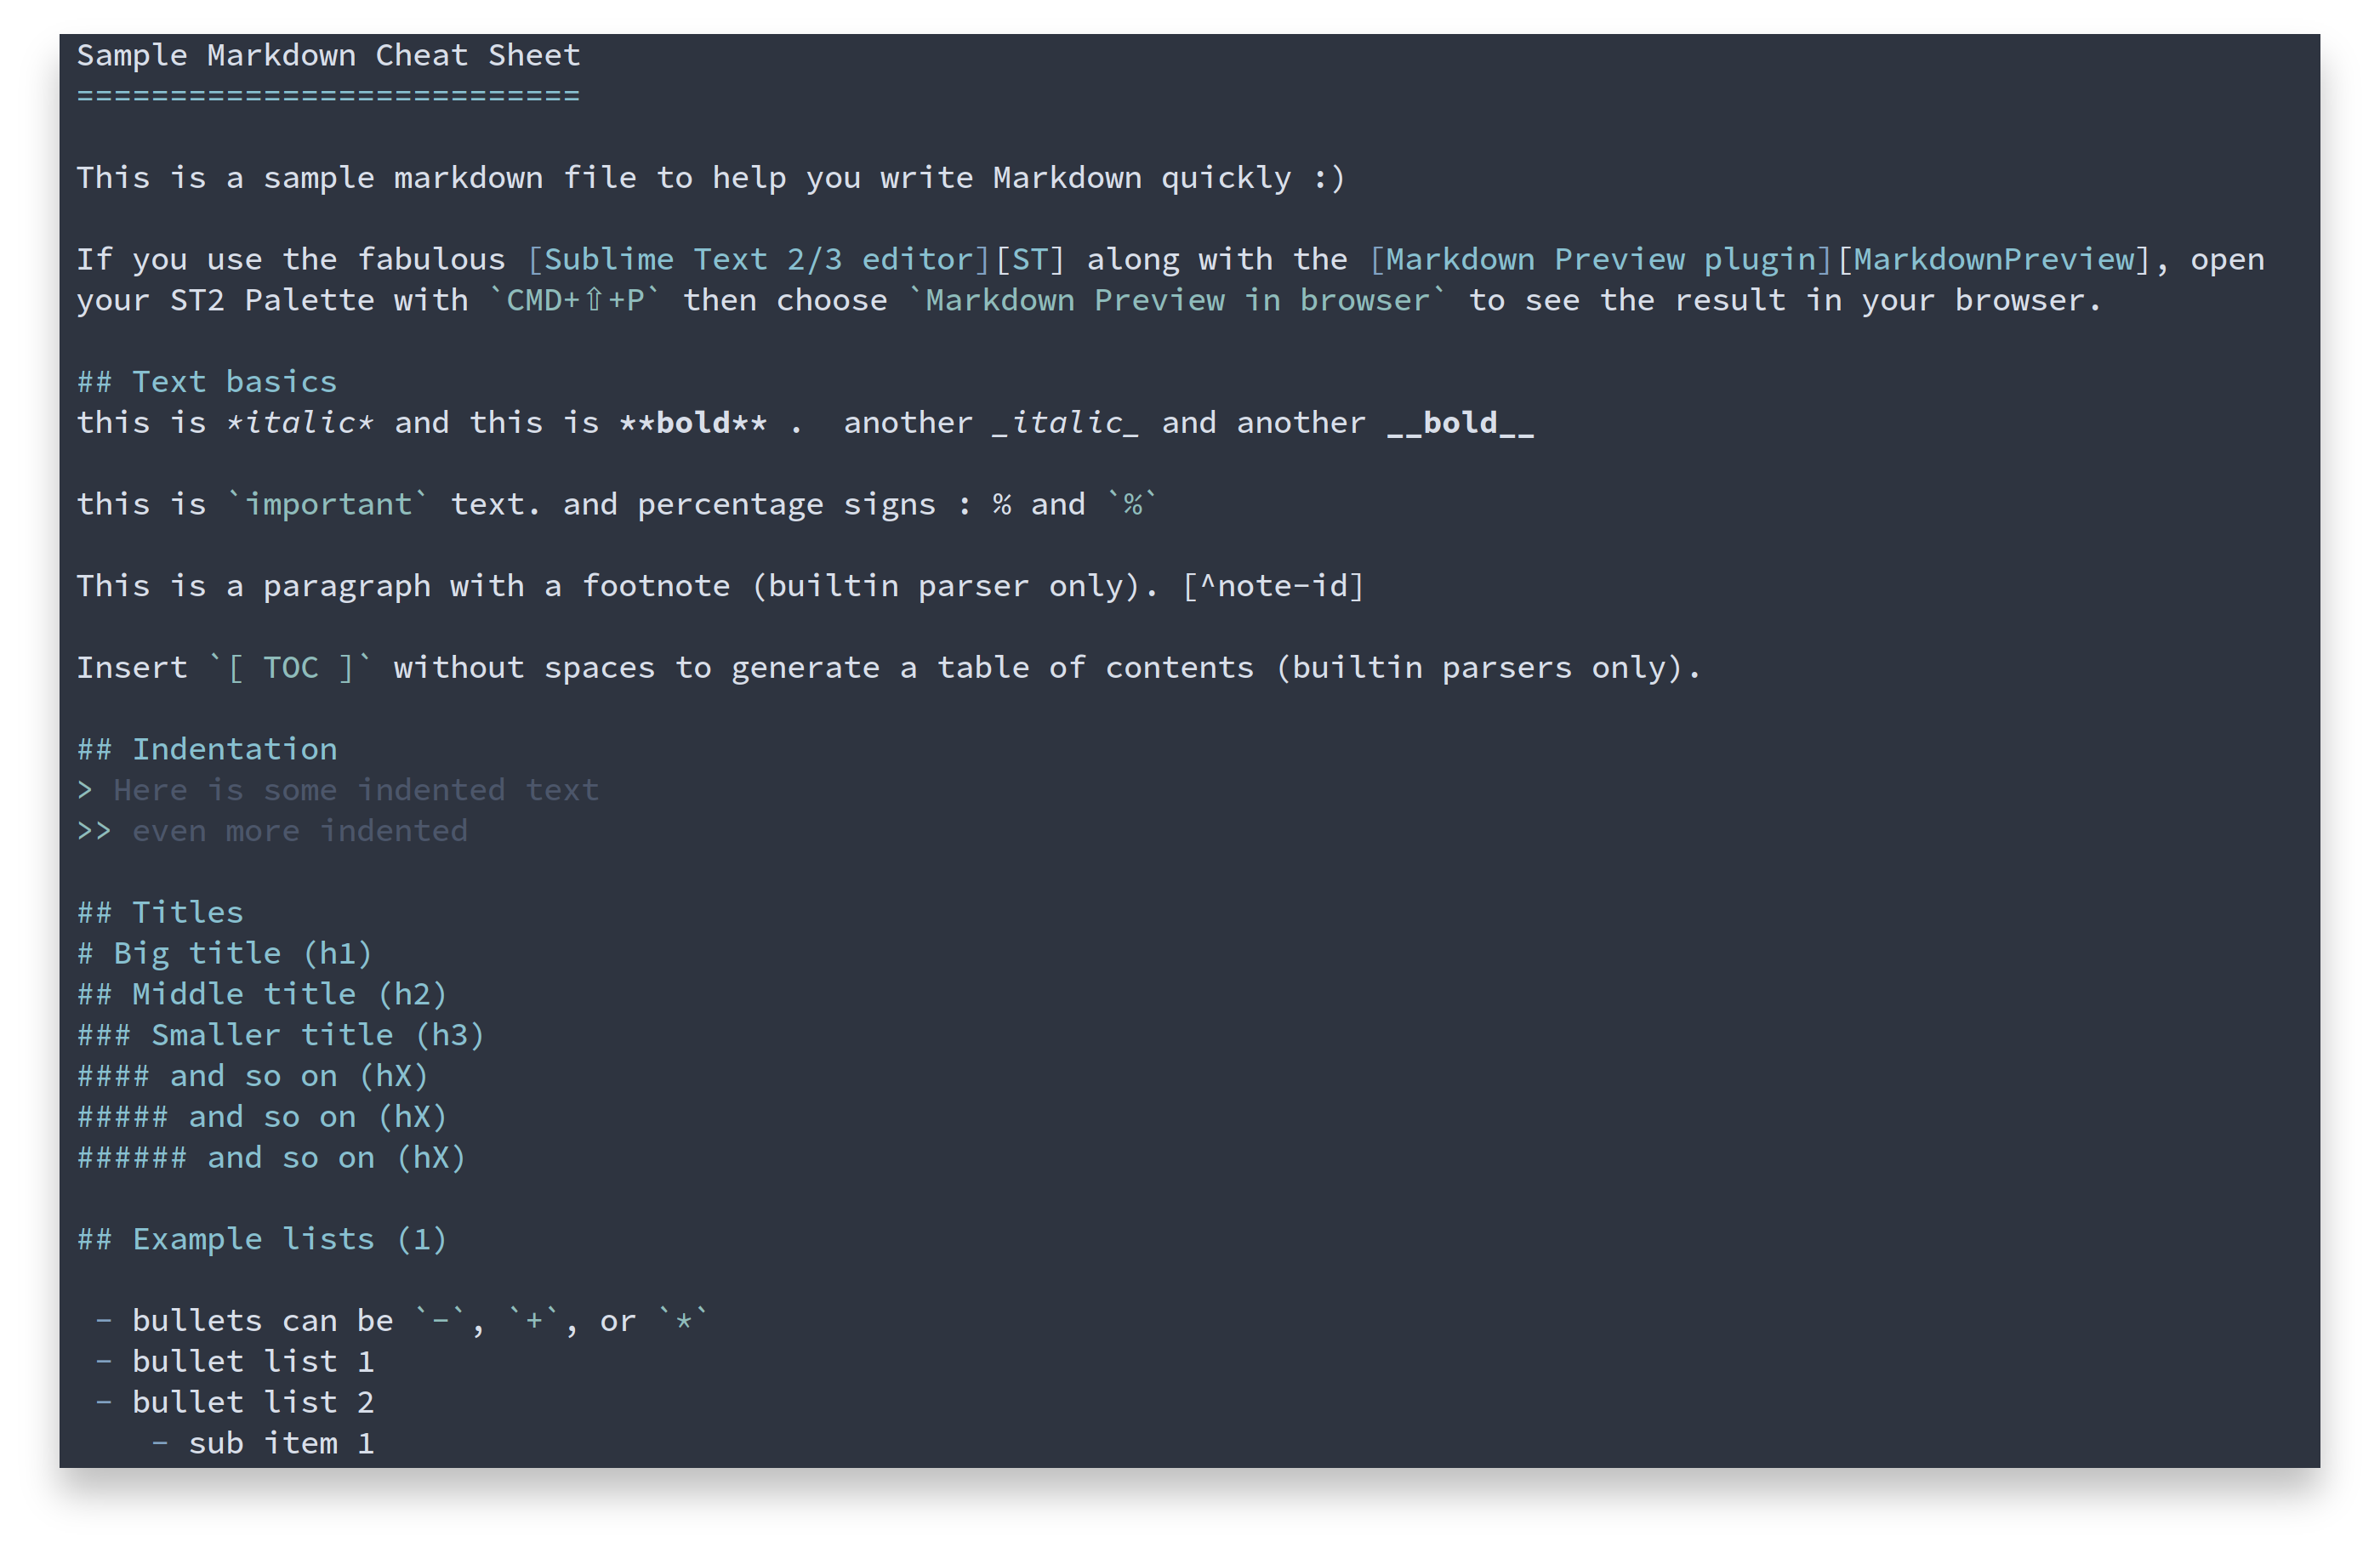 Sample Markdown Cheat Sheet
===========================
This is a sample markdown file to help you write Markdown quickly :)
If you use the fabulous [Sublime Text 2/3 editor][ST] along with the [Markdown Preview plugin][MarkdownPreview], open
your ST2 Palette with `CMD+⇧+P` then choose `Markdown Preview in browser` to see the result in your browser.
## Text basics
this is *italic* and this is **bold** .  another _italic_ and another __bold__
this is `important` text. and percentage signs : % and `%`
This is a paragraph with a footnote (builtin parser only). [^note-id]
Insert `[ TOC ]` without spaces to generate a table of contents (builtin parsers only).
## Indentation
> Here is some indented text
>> even more indented
## Titles
# Big title (h1)
## Middle title (h2)
### Smaller title (h3)
#### and so on (hX)
##### and so on (hX)
###### and so on (hX)
## Example lists (1)
 - bullets can be `-`, `+`, or `*`
 - bullet list 1
 - bullet list 2
    - sub item 1